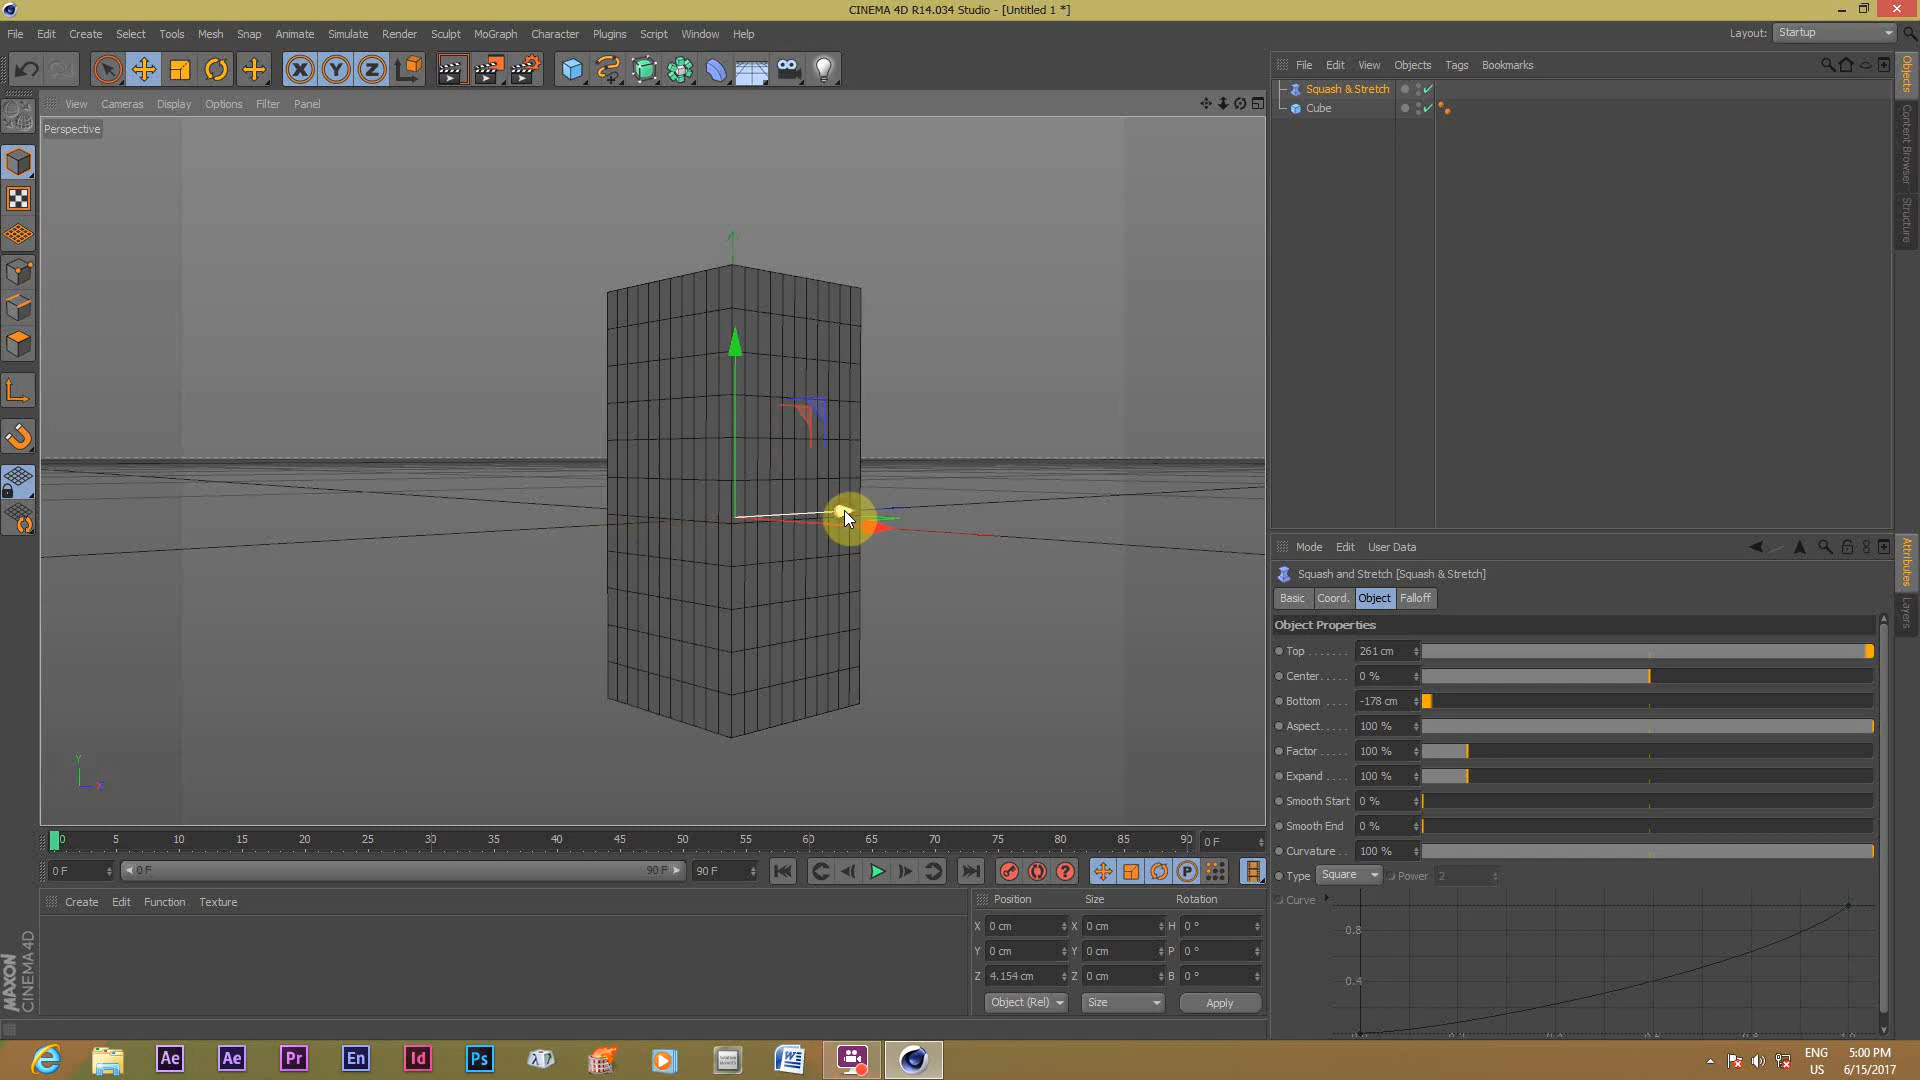 CINEMA 4D R14.034 Studio - [Untitled 1 *]
File Edit Create Select Tools Mesh Snap Animate Simulate Render Sculpt MoGraph Character Plugins Script Window Help
Layout: Startup
View Cameras Display Options Filter Panel
Perspective
Y
File Edit View Objects Tags Bookmarks
Squash & Stretch
Cube
Objects
Content Browser
Structure
Mode Edit User Data
Squash and Stretch [Squash & Stretch]
Basic Coord. Object Falloff
Object Properties
Top 261 cm
Center 0 %
Bottom -178 cm
Aspect 100 %
Factor 100 %
Expand 100 %
Smooth Start 0 %
Smooth End 0 %
Curvature 100 %
Type Square Power 2
Curve
0.8
0.4
Attributes
Layers
0 5 10 15 20 25 30 35 40 45 50 55 60 65 70 75 80 85 90 0 F
0 F 0 F 90 F 90 F
Create Edit Function Texture
Position Size Rotation
X 0 cm X 0 cm H 0 °
Y 0 cm Y 0 cm P 0 °
Z 4.154 cm Z 0 cm B 0 °
Object (Rel) Size Apply
MAXON
CINEMA 4D
Ae Ae Pr En Id Ps
ENG
US
5:00 PM
6/15/2017